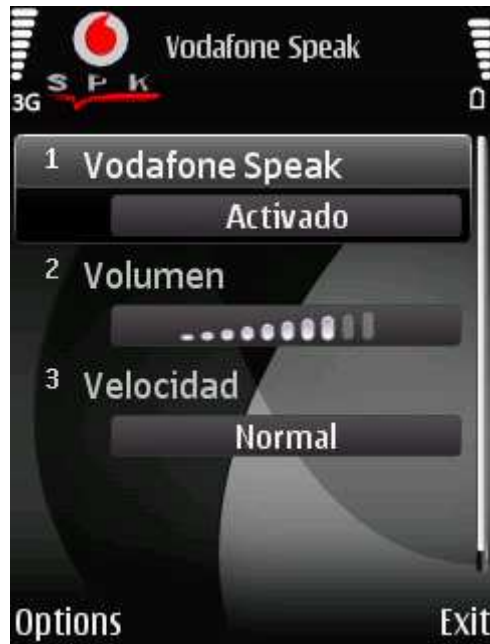 Vodafone Speak
S P K
3G
1 Vodafone Speak
Activado
2 Volumen
3 Velocidad
Normal
Options Exit